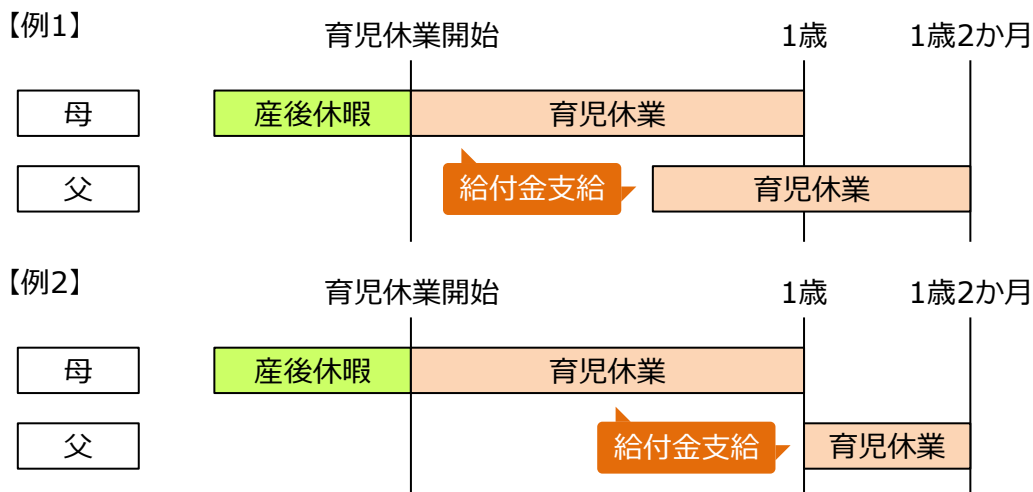 【例1】
育児休業開始 1歳 1歳2か月
母 産後休暇 育児休業
給付金支給
父 育児休業
【例2】
育児休業開始 1歳 1歳2か月
母 産後休暇 育児休業
給付金支給
父 育児休業